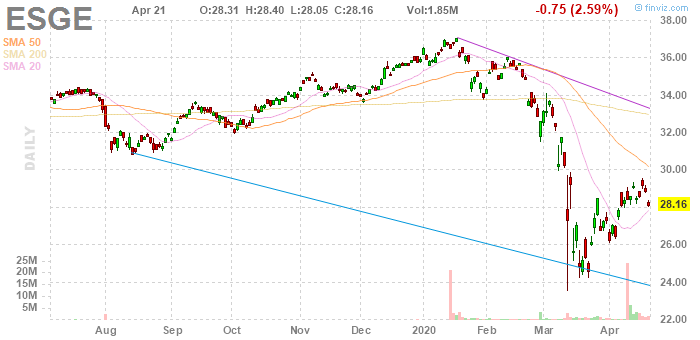 ESGE Apr 21 O:28.31 H:28.40 L:28.05 C:28.16 Vol:1.85M -0.75 (2.59%) © finviz.com
SMA 50
SMA 200
SMA 20
DAILY
38.00
36.00
34.00
32.00
30.00
28.16
26.00
24.00
22.00
25M
20M
15M
10M
5M
Aug Sep Oct Nov Dec 2020 Feb Mar Apr